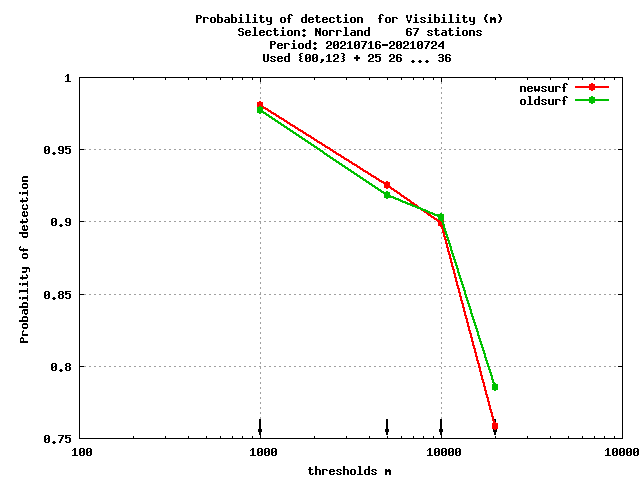 Probability of detection  for Visibility (m)
Selection: Norrland     67 stations
Period: 20210716-20210724
Used {00,12} + 25 26 ... 36
newsurf
oldsurf
Probability of detection
1
0.95
0.9
0.85
0.8
0.75
100
1000
10000
10000
thresholds m